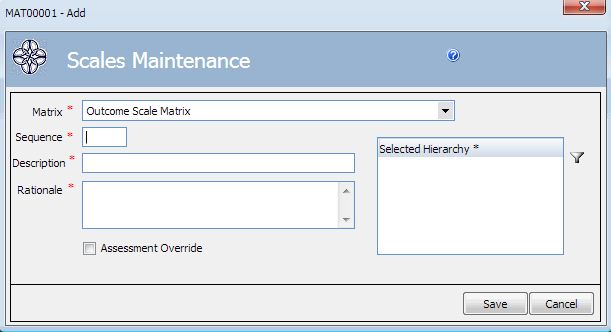 MAT00001 - Add
Scales Maintenance
?
Matrix * Outcome Scale Matrix
Sequence *
Description *
Rationale *
Selected Hierarchy *
Assessment Override
Save Cancel